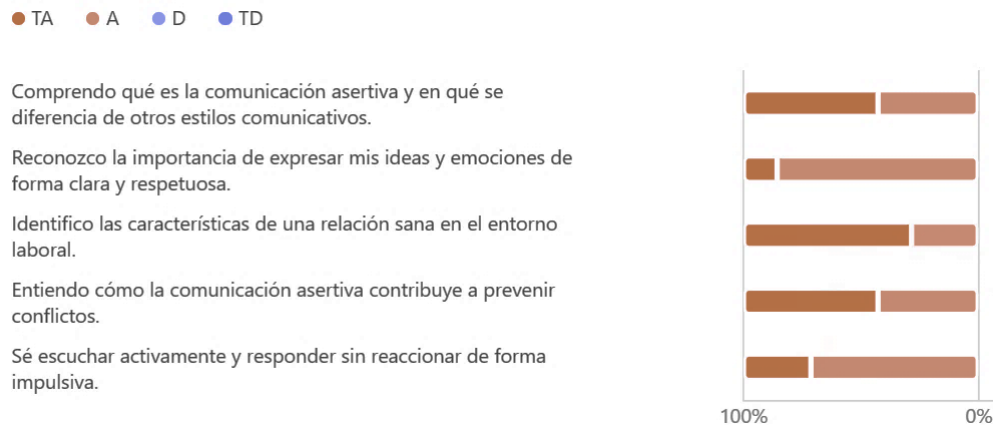 TA A D TD
Comprendo qué es la comunicación asertiva y en qué se
diferencia de otros estilos comunicativos.
Reconozco la importancia de expresar mis ideas y emociones de
forma clara y respetuosa.
Identifico las características de una relación sana en el entorno
laboral.
Entiendo cómo la comunicación asertiva contribuye a prevenir
conflictos.
Sé escuchar activamente y responder sin reaccionar de forma
impulsiva.
100% 0%